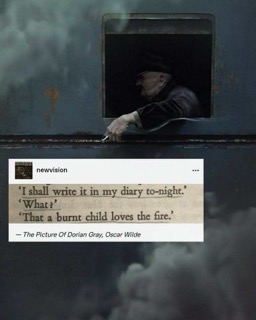 newvision
'I shall write it in my diary to-night.'
'What?'
'That a burnt child loves the fire.'
— The Picture Of Dorian Gray, Oscar Wilde